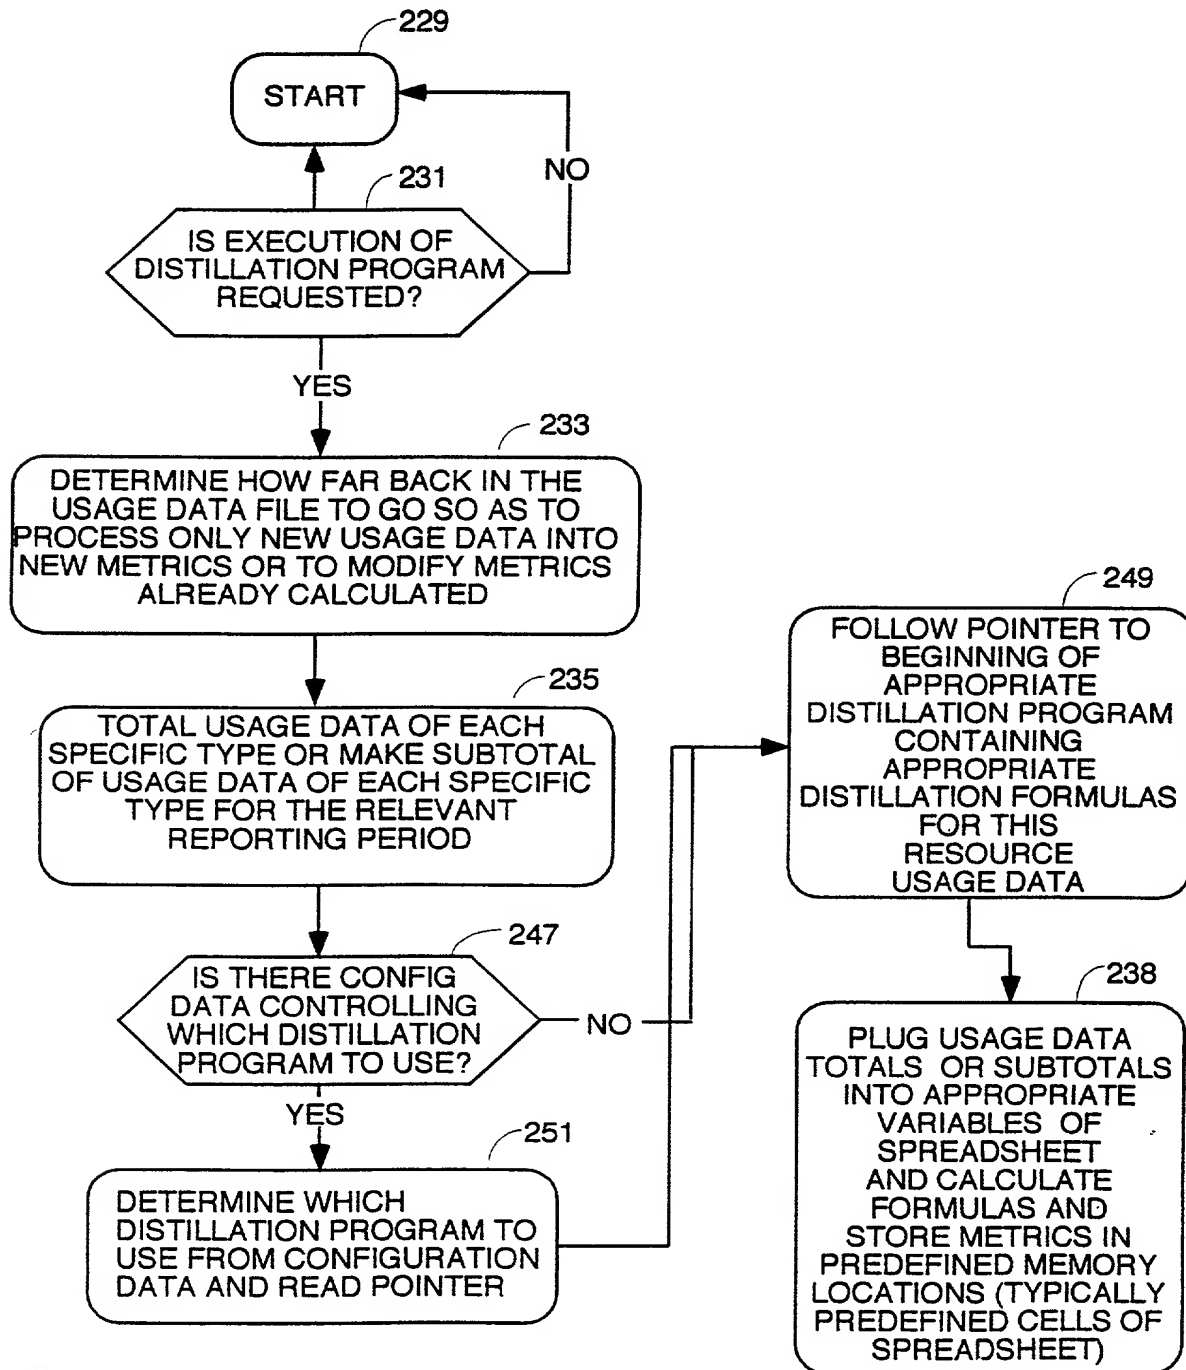 229
START
NO
231
IS EXECUTION OF
DISTILLATION PROGRAM
REQUESTED?
YES
233
DETERMINE HOW FAR BACK IN THE
USAGE DATA FILE TO GO SO AS TO
PROCESS ONLY NEW USAGE DATA INTO
NEW METRICS OR TO MODIFY METRICS
ALREADY CALCULATED
235
TOTAL USAGE DATA OF EACH
SPECIFIC TYPE OR MAKE SUBTOTAL
OF USAGE DATA OF EACH SPECIFIC
TYPE FOR THE RELEVANT
REPORTING PERIOD
247
IS THERE CONFIG
DATA CONTROLLING
WHICH DISTILLATION
PROGRAM TO USE?
NO
YES
251
DETERMINE WHICH
DISTILLATION PROGRAM TO
USE FROM CONFIGURATION
DATA AND READ POINTER
249
FOLLOW POINTER TO
BEGINNING OF
APPROPRIATE
DISTILLATION PROGRAM
CONTAINING
APPROPRIATE
DISTILLATION FORMULAS
FOR THIS
RESOURCE
USAGE DATA
238
PLUG USAGE DATA
TOTALS OR SUBTOTALS
INTO APPROPRIATE
VARIABLES OF
SPREADSHEET
AND CALCULATE
FORMULAS AND
STORE METRICS IN
PREDEFINED MEMORY
LOCATIONS (TYPICALLY
PREDEFINED CELLS OF
SPREADSHEET)